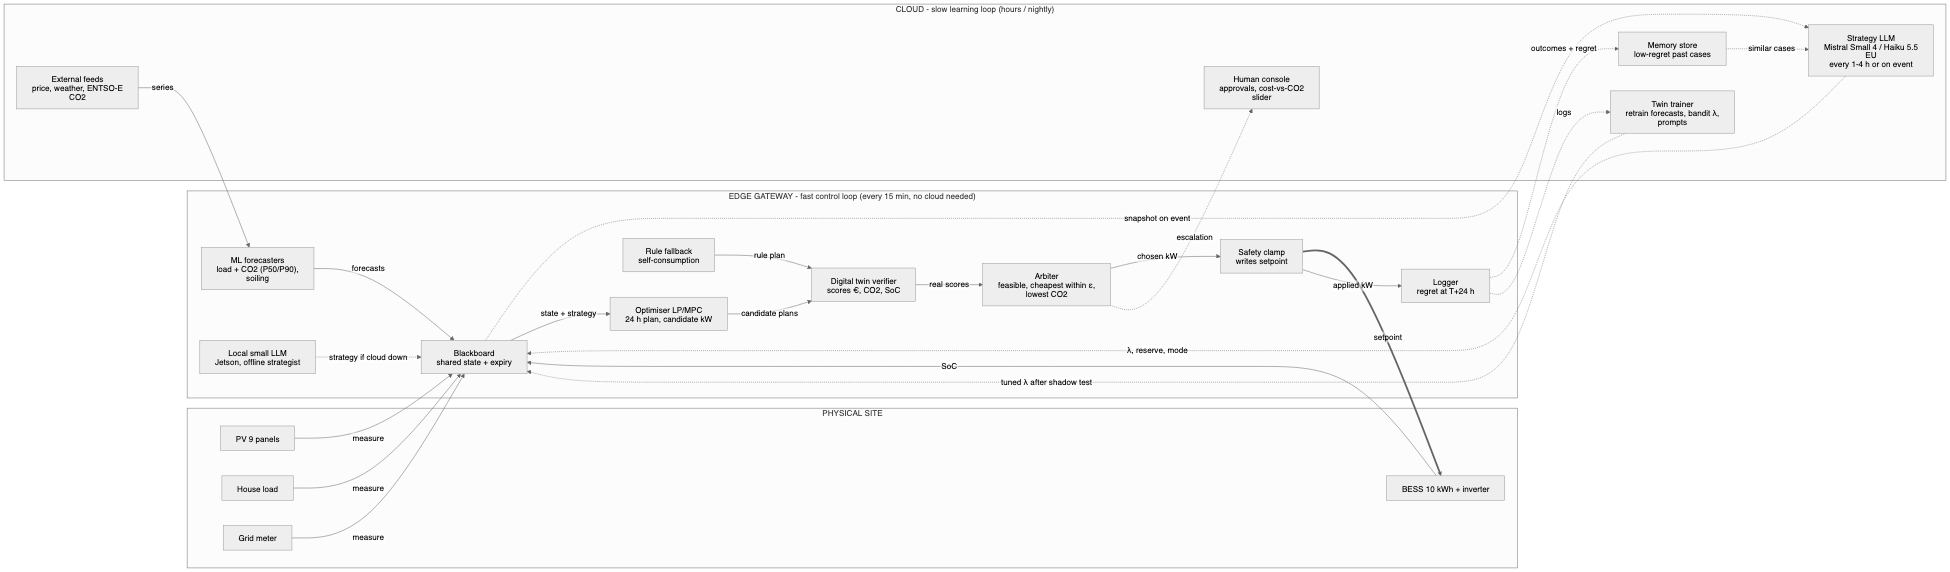 CLOUD - slow learning loop (hours / nightly)
External feeds
price, weather, ENTSO-E
CO2
series
Human console
approvals, cost-vs-CO2
slider
outcomes + regret
Memory store
low-regret past cases
similar cases
Strategy LLM
Mistral Small 4 / Haiku 5.5
EU
every 1-4 h or on event
logs
Twin trainer
retrain forecasts, bandit λ,
prompts
EDGE GATEWAY - fast control loop (every 15 min, no cloud needed)
snapshot on event
escalation
ML forecasters
load + CO2 (P50/P90),
soiling
forecasts
Rule fallback
self-consumption
rule plan
Digital twin verifier
scores €, CO2, SoC
real scores
Arbiter
feasible, cheapest within ε,
lowest CO2
chosen kW
Safety clamp
writes setpoint
applied kW
Logger
regret at T+24 h
state + strategy
Optimiser LP/MPC
24 h plan, candidate kW
candidate plans
setpoint
Local small LLM
Jetson, offline strategist
strategy if cloud down
Blackboard
shared state + expiry
λ, reserve, mode
SoC
tuned λ after shadow test
PHYSICAL SITE
PV 9 panels
measure
House load
measure
BESS 10 kWh + inverter
Grid meter
measure